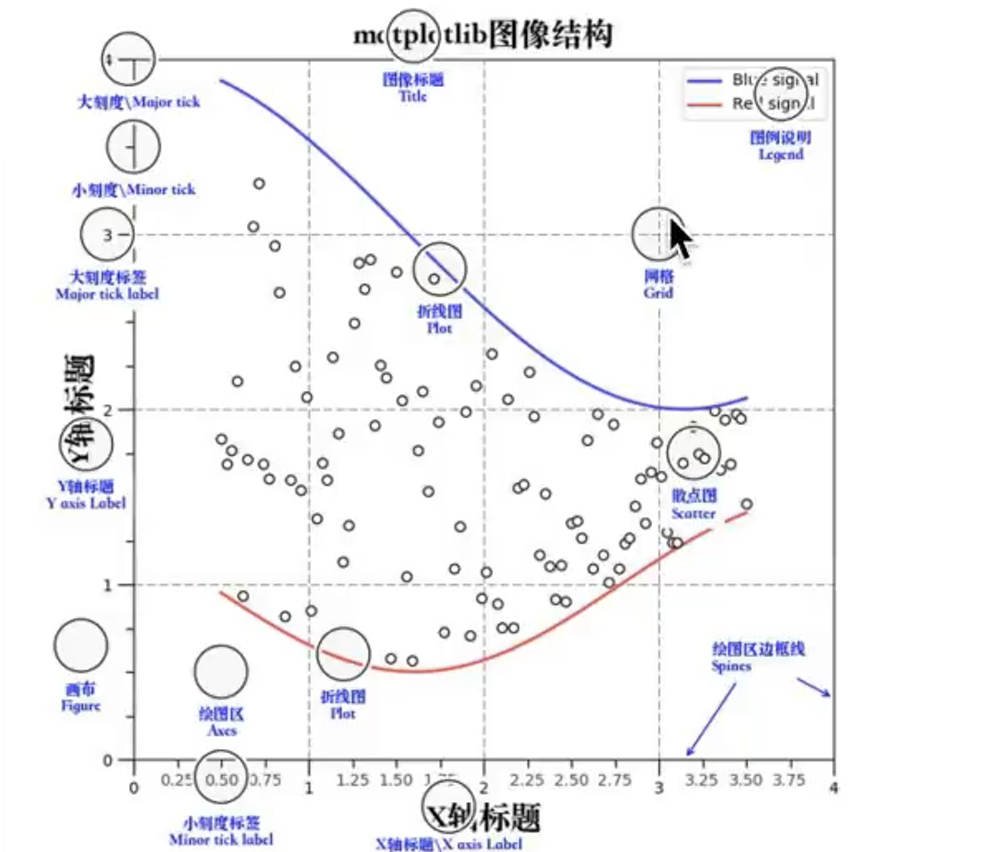 matplotlib图像结构
图像标题
Title
4
大刻度\Major tick
Blue signal
Red signal
图例说明
Legend
小刻度\Minor tick
3
大刻度标签
Major tick label
网格
Grid
折线图
Plot
Y轴标题
2
Y轴标题
Y axis Label
散点图
Scatter
1
画布
Figure
绘图区
Axes
折线图
Plot
绘图区边框线
Spines
0
0 0.25 0.50 0.75 1 1.25 1.50 1.75 2 2.25 2.50 2.75 3 3.25 3.50 3.75 4
X轴标题
小刻度标签
Minor tick label
X轴标题\X axis Label